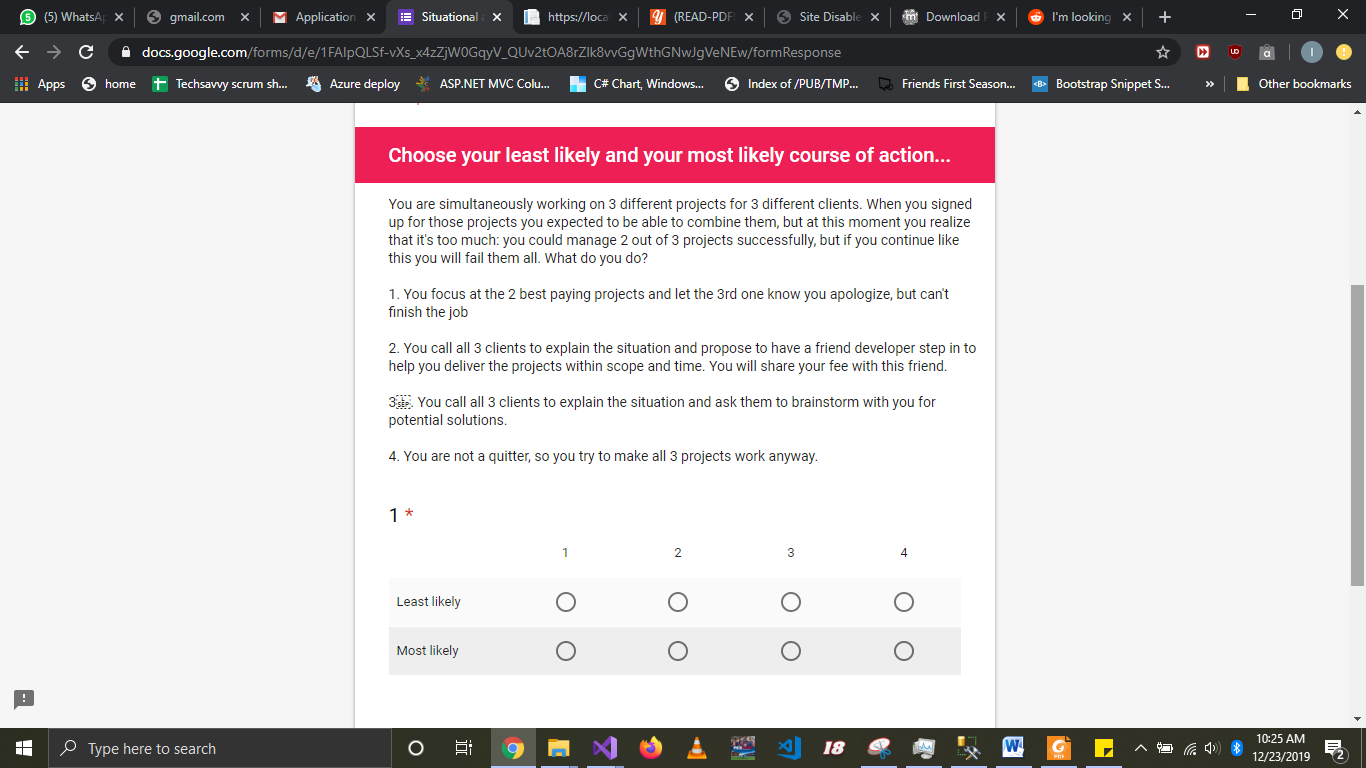 (5) WhatsA
gmail.com
Application
Situational
https://loca
(READ-PDF
Site Disable
Download
I'm looking
docs.google.com/forms/d/e/1FAIpQLSf-vXs_x4zZjW0GqyV_QUv2tOA8rZlk8vvGgWthGNwJgVeNEw/formResponse
Apps
home
Techsavvy scrum sh...
Azure deploy
ASP.NET MVC Colu...
C# Chart, Windows...
Index of /PUB/TMP...
Friends First Season...
Bootstrap Snippet S...
»
Other bookmarks
Choose your least likely and your most likely course of action...
You are simultaneously working on 3 different projects for 3 different clients. When you signed
up for those projects you expected to be able to combine them, but at this moment you realize
that it's too much: you could manage 2 out of 3 projects successfully, but if you continue like
this you will fail them all. What do you do?
1. You focus at the 2 best paying projects and let the 3rd one know you apologize, but can't
finish the job
2. You call all 3 clients to explain the situation and propose to have a friend developer step in to
help you deliver the projects within scope and time. You will share your fee with this friend.
3. You call all 3 clients to explain the situation and ask them to brainstorm with you for
potential solutions.
4. You are not a quitter, so you try to make all 3 projects work anyway.
1 *
1 2 3 4
Least likely
Most likely
Type here to search
18
10:25 AM
12/23/2019
2